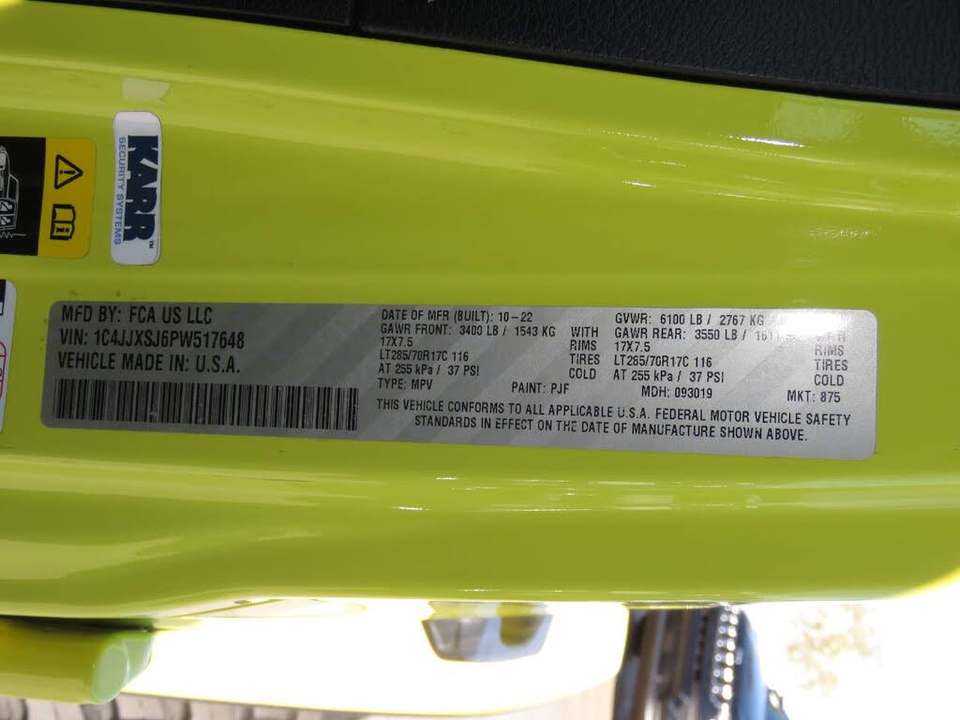 KARR™
SECURITY SYSTEMS
MFD BY: FCA US LLC
VIN: 1C4JJXSJ6PW517648
VEHICLE MADE IN: U.S.A.
DATE OF MFR (BUILT): 10-22
GAWR FRONT: 3400 LB / 1543 KG WITH
17X7.5 RIMS
LT285/70R17C 116 TIRES
AT 255 kPa / 37 PSI COLD
TYPE: MPV PAINT: PJF
GVWR: 6100 LB / 2767 KG
GAWR REAR: 3550 LB / WITH
17X7.5 RIMS
LT285/70R17C 116 TIRES
AT 255 kPa / 37 PSI COLD
MDH: 093019 MKT: 875
THIS VEHICLE CONFORMS TO ALL APPLICABLE U.S.A. FEDERAL MOTOR VEHICLE SAFETY
STANDARDS IN EFFECT ON THE DATE OF MANUFACTURE SHOWN ABOVE.